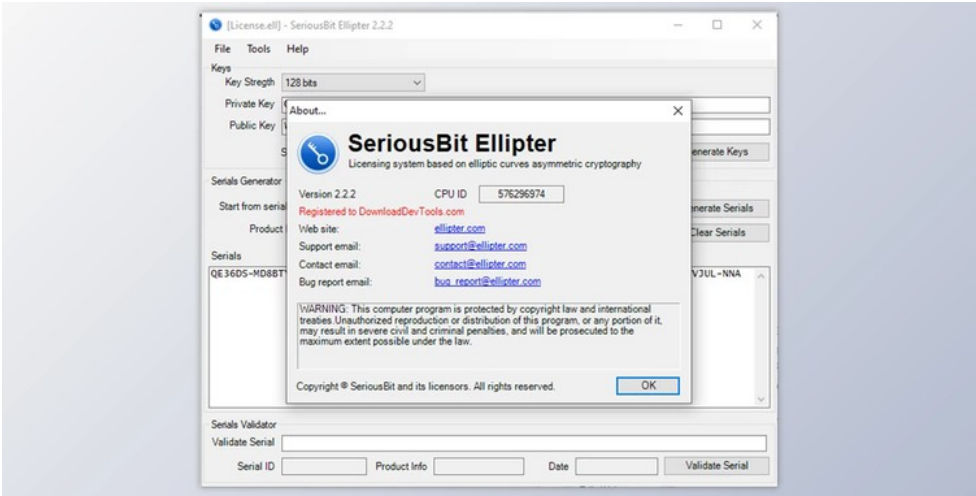 [License.ell] - SeriousBit Ellipter 2.2.2
File Tools Help
Keys
Key Stregth 128 bits
Private Key
Public Key
About...
SeriousBit Ellipter
Licensing system based on elliptic curves asymmetric cryptography
Version 2.2.2 CPU ID 576296974
Registered to DownloadDevTools.com
Web site: ellipter.com
Support email: support@ellipter.com
Contact email: contact@ellipter.com
Bug report email: bug_report@ellipter.com
WARNING: This computer program is protected by copyright law and international
treaties.Unauthorized reproduction or distribution of this program, or any portion of it,
may result in severe civil and criminal penalties, and will be prosecuted to the
maximum extent possible under the law.
Copyright ® SeriousBit and its licensors. All rights reserved.
OK
enerate Keys
Serials Generator
Start from serial
enerate Serials
Product
Clear Serials
Serials
QE36DS-MD8BT
VJUL-NNA
Serials Validator
Validate Serial
Serial ID Product Info Date Validate Serial